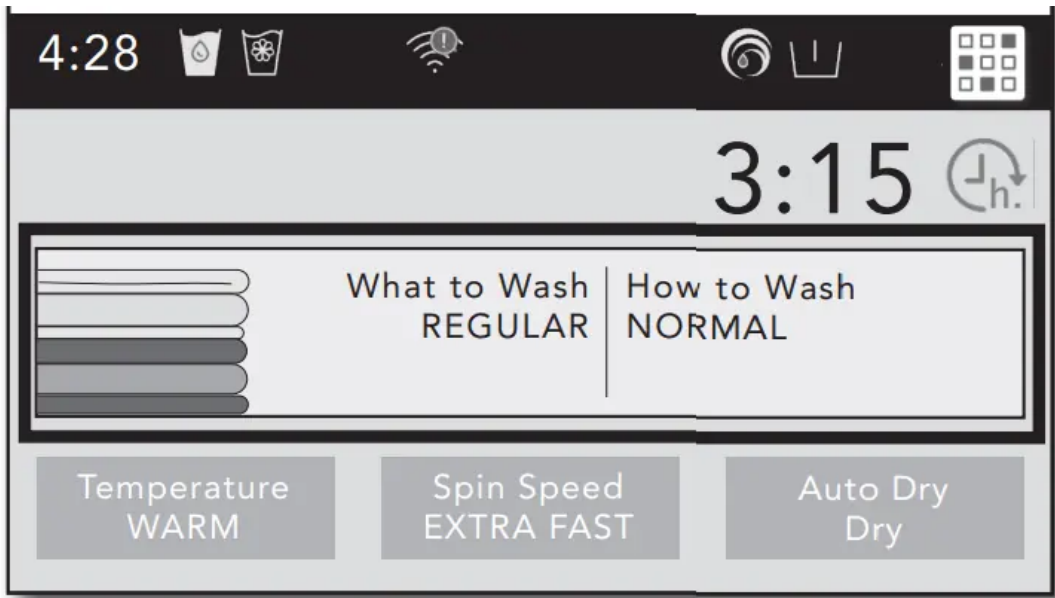 4:28
3:15 h.
What to Wash
REGULAR
How to Wash
NORMAL
Temperature
WARM
Spin Speed
EXTRA FAST
Auto Dry
Dry